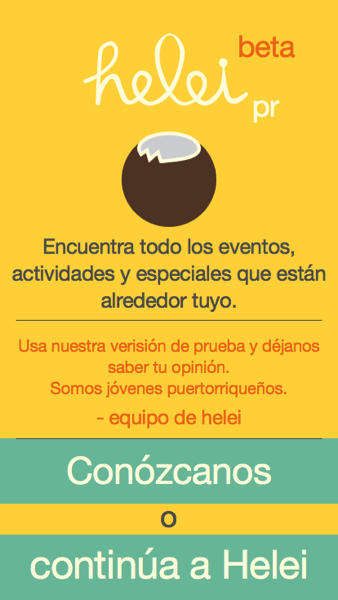 beta
helei
pr
Encuentra todo los eventos,
actividades y especiales que están
alrededor tuyo.
Usa nuestra verisión de prueba y déjanos
saber tu opinión.
Somos jóvenes puertorriqueños.
- equipo de helei
Conózcanos
o
continúa a Helei